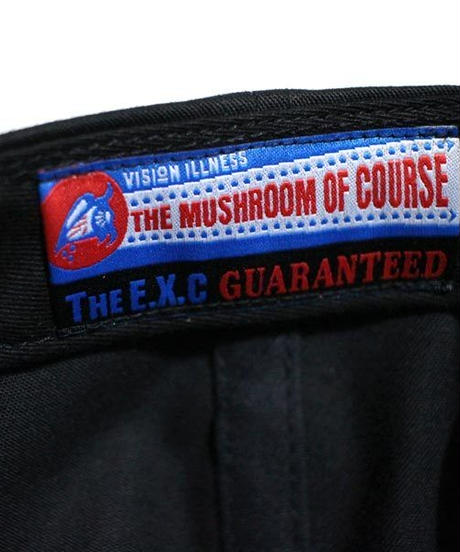 VISION ILLNESS
THE MUSHROOM OF COURSE
THE E.X.C GUARANTEED